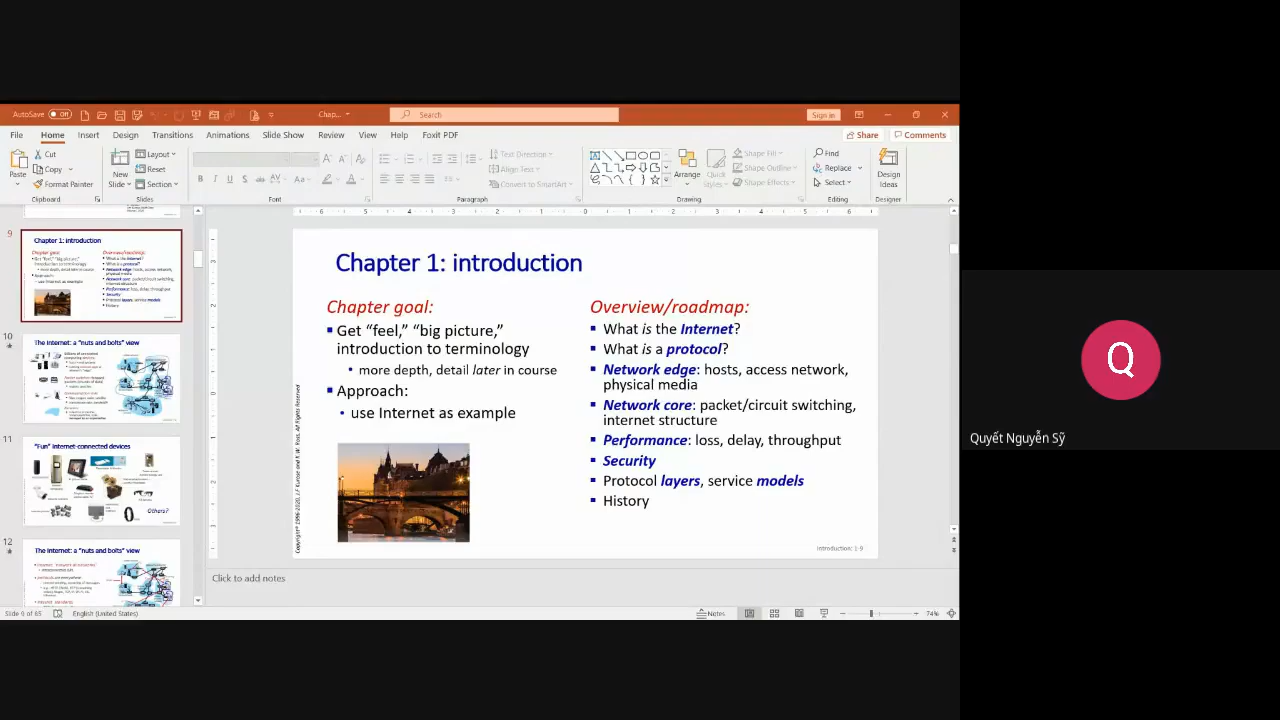 AutoSave Off Chap... Search Sign in
File Home Insert Design Transitions Animations Slide Show Review View Help Foxit PDF Share Comments
Paste Cut Copy Format Painter
New Slide Layout Reset Section
B I U S ab AV Aa A
Text Direction Align Text Convert to SmartArt
Arrange Quick Styles Shape Fill Shape Outline Shape Effects
Find Replace Select
Design Ideas
Clipboard Slides Font Paragraph Drawing Editing Designer
9
Chapter 1: introduction
10
The Internet: a "nuts and bolts" view
11
"Fun" Internet-connected devices
Others?
12
The Internet: a "nuts and bolts" view
Chapter 1: introduction
Chapter goal:
Get “feel,” “big picture,”
introduction to terminology
more depth, detail later in course
Approach:
use Internet as example
Overview/roadmap:
What is the Internet?
What is a protocol?
Network edge: hosts, access network,
physical media
Network core: packet/circuit switching,
internet structure
Performance: loss, delay, throughput
Security
Protocol layers, service models
History
Copyright © 1996-2020, J.F Kurose and K.W. Ross, All Rights Reserved
Introduction: 1-9
Click to add notes
Slide 9 of 85 English (United States) Notes 74%
Q
Quyết Nguyễn Sỹ